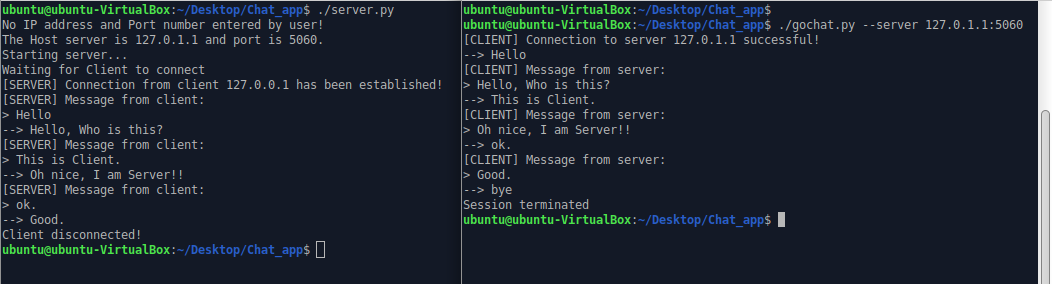 ubuntu@ubuntu-VirtualBox:~/Desktop/Chat_app$ ./server.py
No IP address and Port number entered by user!
The Host server is 127.0.1.1 and port is 5060.
Starting server...
Waiting for Client to connect
[SERVER] Connection from client 127.0.0.1 has been established!
[SERVER] Message from client:
> Hello
--> Hello, Who is this?
[SERVER] Message from client:
> This is Client.
--> Oh nice, I am Server!!
[SERVER] Message from client:
> ok.
--> Good.
Client disconnected!
ubuntu@ubuntu-VirtualBox:~/Desktop/Chat_app$
ubuntu@ubuntu-VirtualBox:~/Desktop/Chat_app$
ubuntu@ubuntu-VirtualBox:~/Desktop/Chat_app$ ./gochat.py --server 127.0.1.1:5060
[CLIENT] Connection to server 127.0.1.1 successful!
--> Hello
[CLIENT] Message from server:
> Hello, Who is this?
--> This is Client.
[CLIENT] Message from server:
> Oh nice, I am Server!!
--> ok.
[CLIENT] Message from server:
> Good.
--> bye
Session terminated
ubuntu@ubuntu-VirtualBox:~/Desktop/Chat_app$